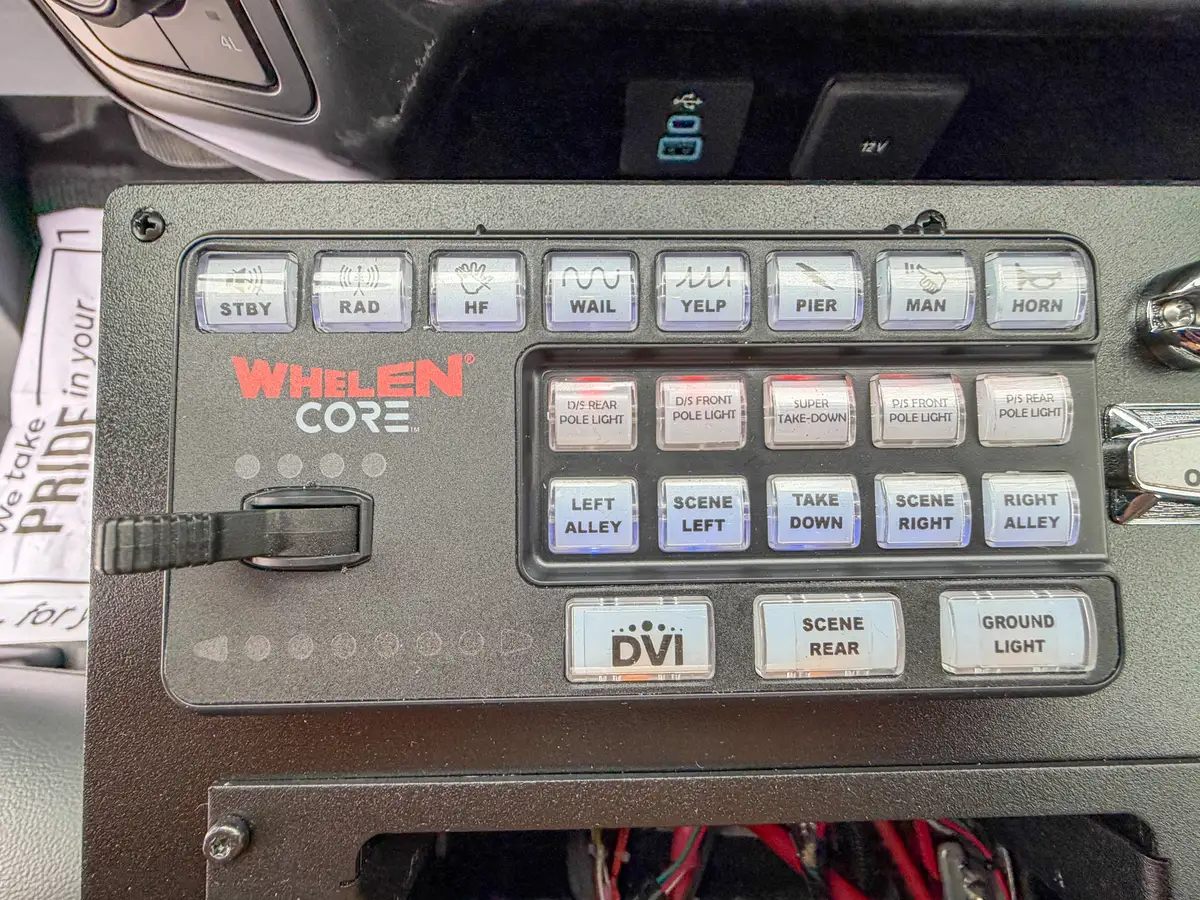 4L
12V
STBY
RAD
HF
WAIL
YELP
PIER
MAN
HORN
WHELEN®
CORE™
D/S REAR
POLE LIGHT
D/S FRONT
POLE LIGHT
SUPER
TAKE-DOWN
P/S FRONT
POLE LIGHT
P/S REAR
POLE LIGHT
LEFT
ALLEY
SCENE
LEFT
TAKE
DOWN
SCENE
RIGHT
RIGHT
ALLEY
DVI
SCENE
REAR
GROUND
LIGHT
We take
PRIDE in your